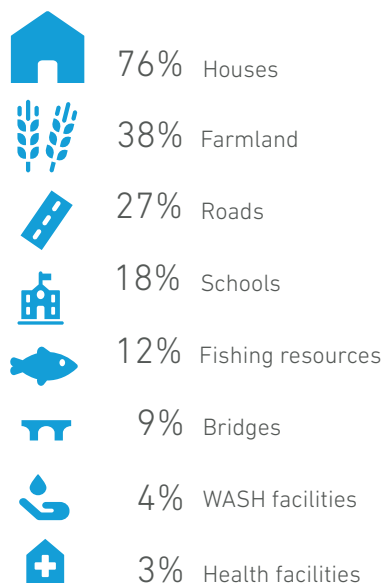 76% Houses
38% Farmland
27% Roads
18% Schools
12% Fishing resources
9% Bridges
4% WASH facilities
3% Health facilities